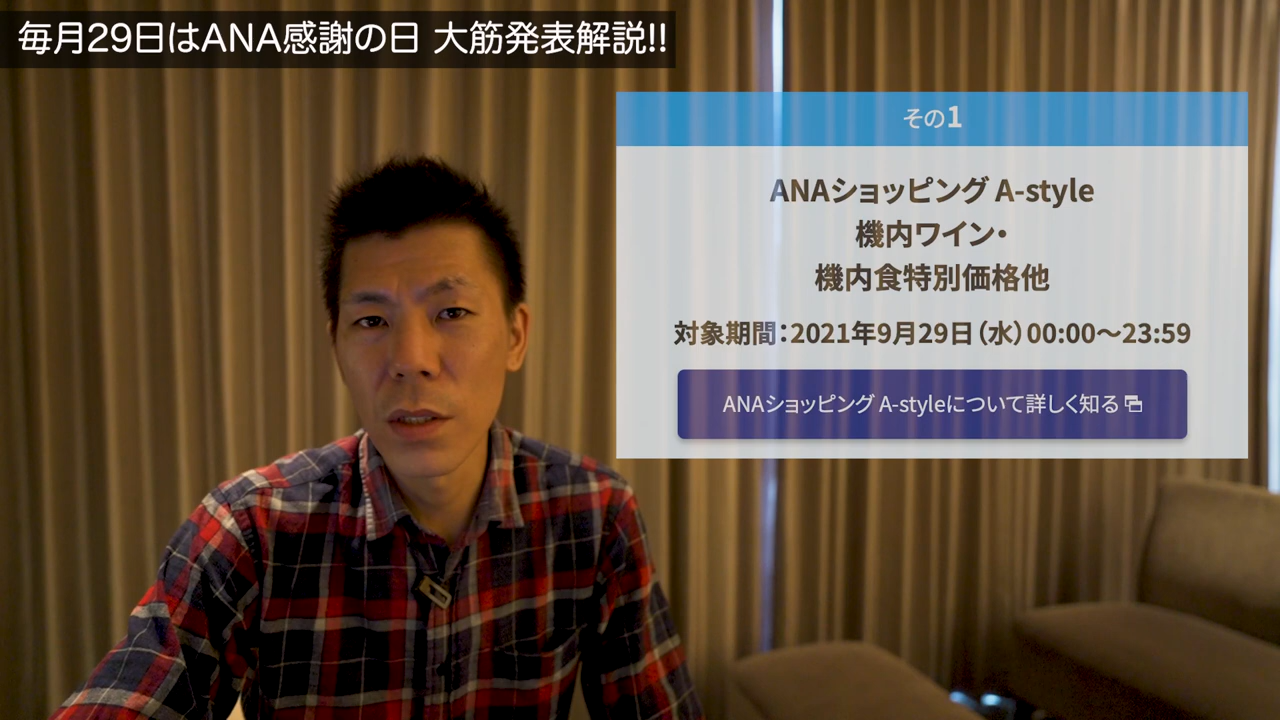 毎月29日はANA感謝の日 大筋発表解説!!
その1
ANAショッピング A-style
機内ワイン・
機内食特別価格他
対象期間：2021年9月29日（水）00:00〜23:59
ANAショッピング A-styleについて詳しく知る